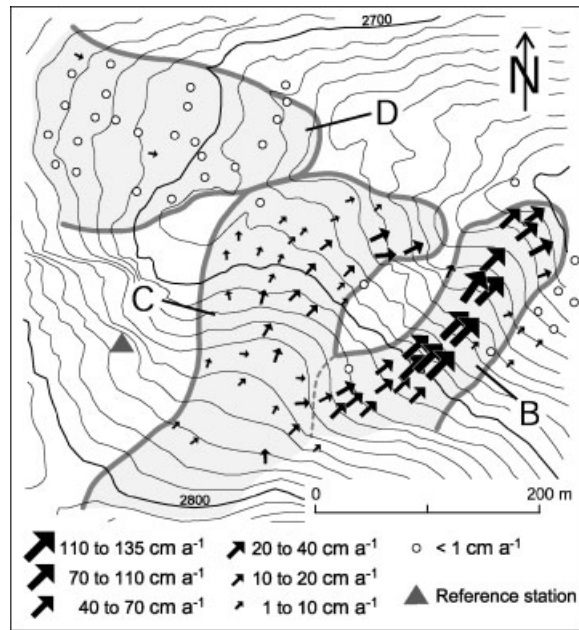 2700
N
D
C
B
2800
0 200 m
110 to 135 cm a⁻¹ 20 to 40 cm a⁻¹ < 1 cm a⁻¹
70 to 110 cm a⁻¹ 10 to 20 cm a⁻¹
40 to 70 cm a⁻¹ 1 to 10 cm a⁻¹ Reference station